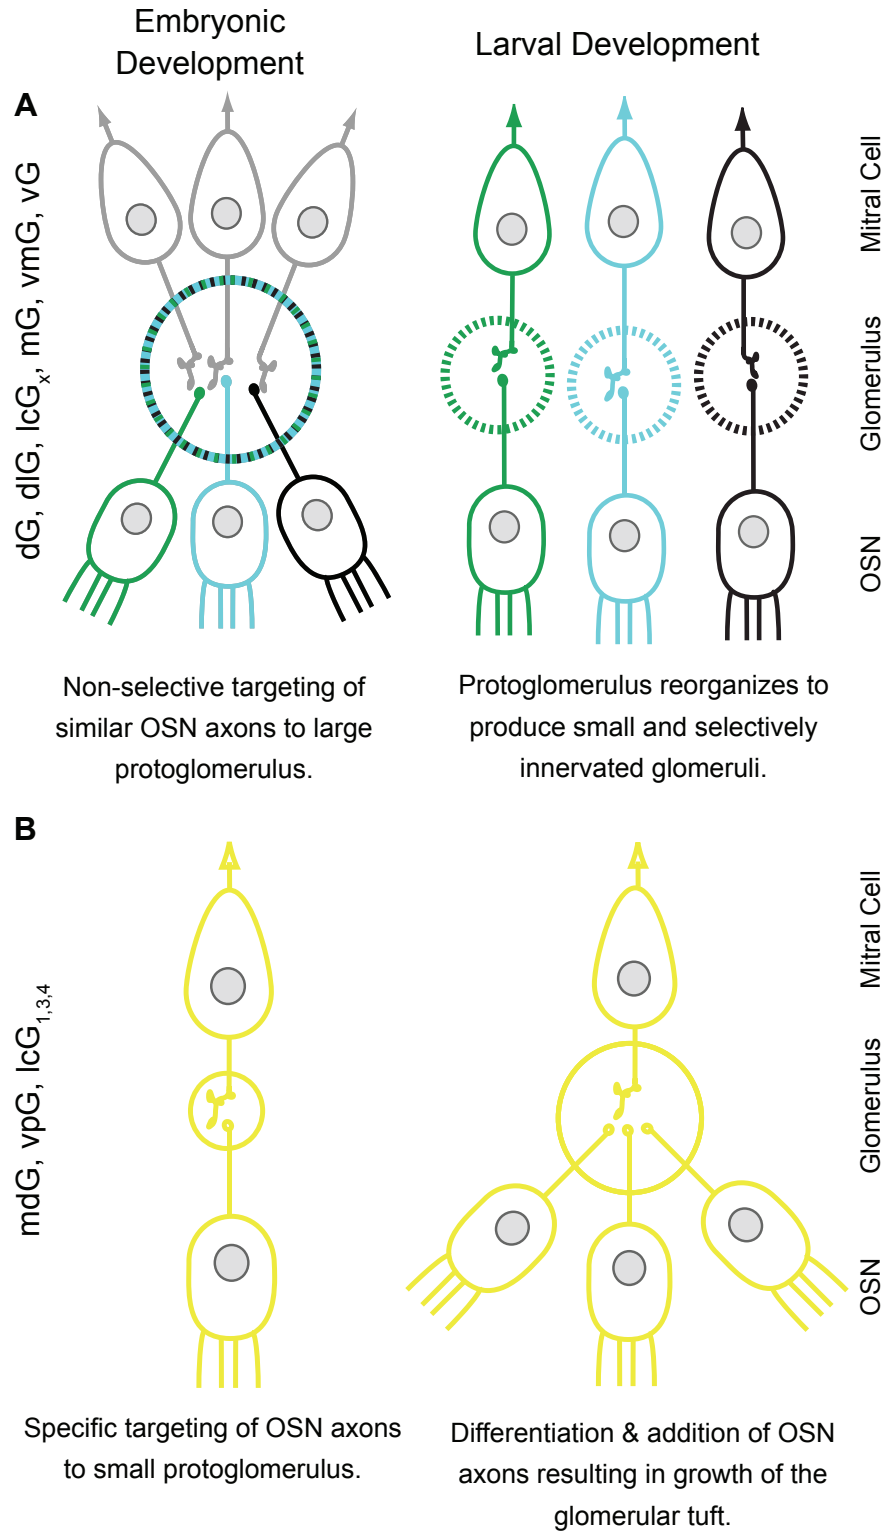 Embryonic
Development
Larval Development
A
dG, dlG, lcGx, mG, vmG, vG
Mitral Cell
Glomerulus
OSN
Non-selective targeting of
similar OSN axons to large
protoglomerulus.
Protoglomerulus reorganizes to
produce small and selectively
innervated glomeruli.
B
mdG, vpG, lcG1,3,4
Mitral Cell
Glomerulus
OSN
Specific targeting of OSN axons
to small protoglomerulus.
Differentiation & addition of OSN
axons resulting in growth of the
glomerular tuft.